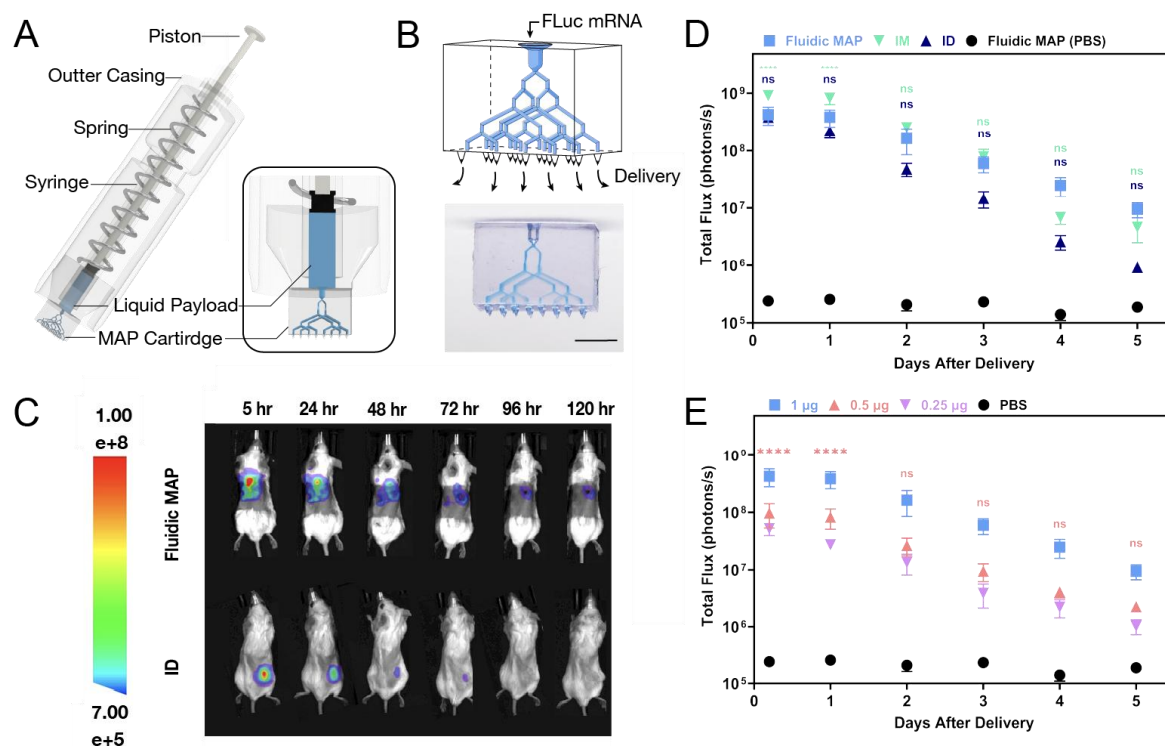 A
Piston
Outter Casing
Spring
Syringe
Liquid Payload
MAP Cartirdge
B
FLuc mRNA
Delivery
C
1.00
e+8
7.00
e+5
5 hr 24 hr 48 hr 72 hr 96 hr 120 hr
Fluidic MAP
ID
D
Fluidic MAP IM ID Fluidic MAP (PBS)
Total Flux (photons/s)
10⁹
10⁸
10⁷
10⁶
10⁵
**** **** ns ns ns ns
ns ns ns ns ns ns
0 1 2 3 4 5
Days After Delivery
E
1 µg 0.5 µg 0.25 µg PBS
Total Flux (photons/s)
10⁹
10⁸
10⁷
10⁶
10⁵
**** **** ns ns ns ns
0 1 2 3 4 5
Days After Delivery